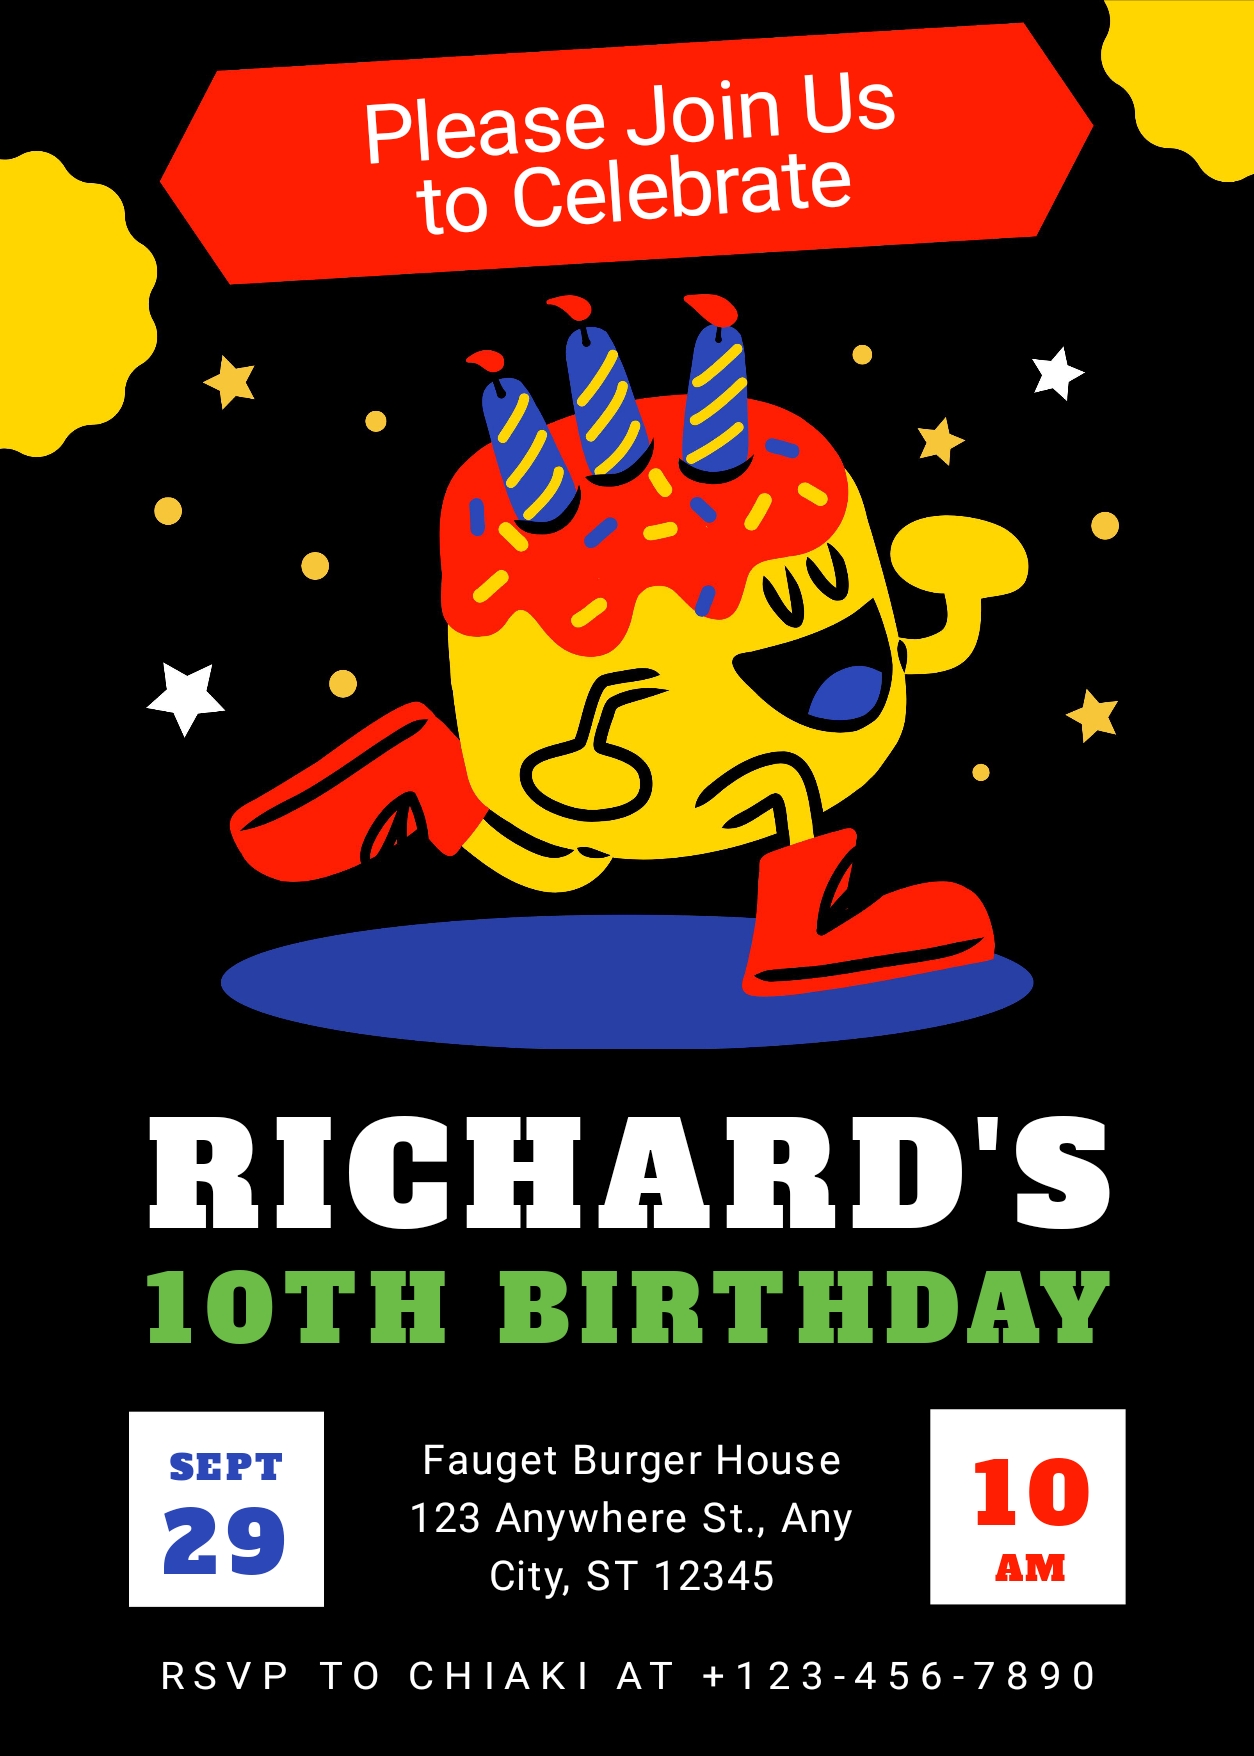 Please Join Us
to Celebrate
RICHARD'S
10TH BIRTHDAY
SEPT
29
Fauget Burger House
123 Anywhere St., Any
City, ST 12345
10
AM
RSVP TO CHIAKI AT +123-456-7890